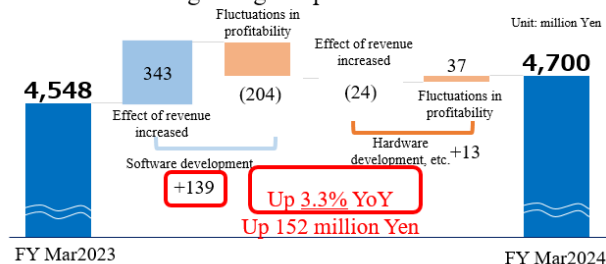 Fluctuations in
profitability
Unit: million Yen
Effect of revenue
increased
343
37
4,700
4,548
(204)
(24)
Effect of revenue
increased
Fluctuations in
profitability
Software development
Hardware
development, etc.
+13
+139
Up 3.3% YoY
Up 152 million Yen
FY Mar2023
FY Mar2024